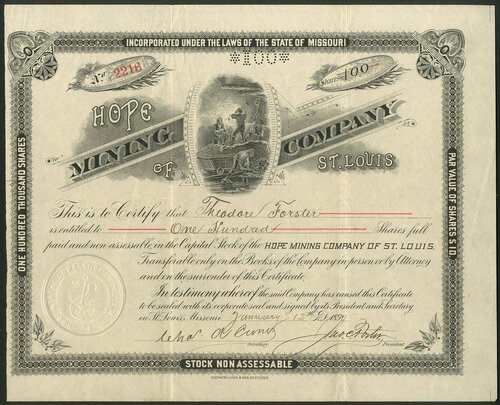 INCORPORATED UNDER THE LAWS OF THE STATE OF MISSOURI
*100*
No. 2216
Shares 100
HOPE
MINING COMPANY
OF ST. LOUIS
ONE HUNDRED THOUSAND SHARES
PAR VALUE OF SHARES $10
This is to Certify that Theodore Forster
is entitled to One Hundred Shares full
paid and non-assessable in the Capital Stock of the HOPE MINING COMPANY OF ST. LOUIS.
Transferable only on the Books of the Company in person or by Attorney
and on the surrender of this Certificate.
In testimony whereof the said Company has caused this Certificate
to be sealed with its corporate seal and signed by its President and Secretary
in St. Louis, Missouri. January 12th
Secretary.
President.
STOCK NON ASSESSABLE